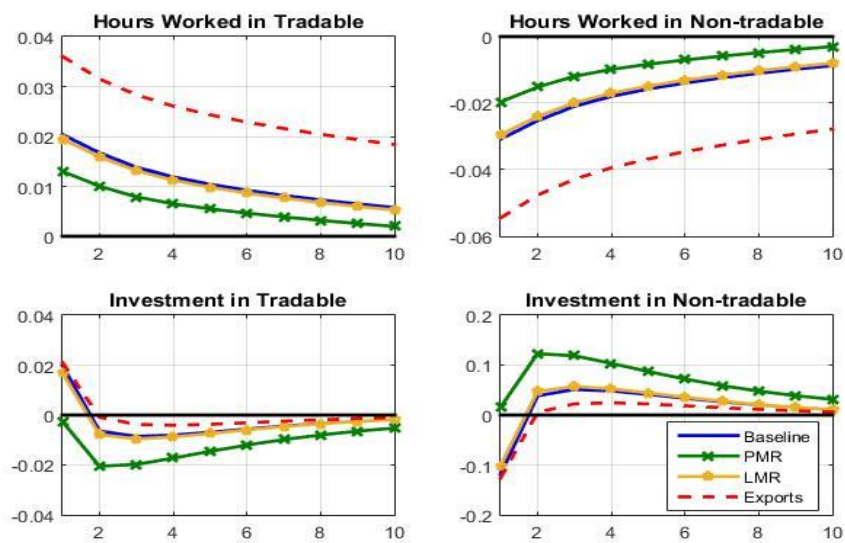 Hours Worked in Tradable
0.04
0.03
0.02
0.01
0
2 4 6 8 10
Hours Worked in Non-tradable
0
-0.02
-0.04
-0.06
2 4 6 8 10
Investment in Tradable
0.04
0.02
0
-0.02
-0.04
2 4 6 8 10
Investment in Non-tradable
0.2
0.1
0
-0.1
-0.2
2 4 6 8 10
Baseline
PMR
LMR
Exports